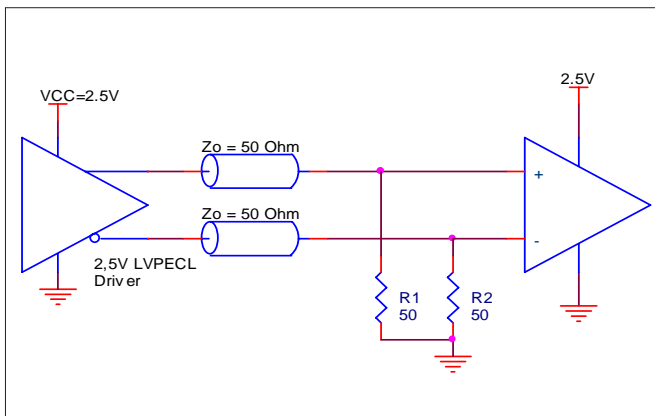 VCC=2.5V
2.5V
Zo = 50 Ohm
+
Zo = 50 Ohm
-
2,5V LVPECL
Driver
R1
50
R2
50